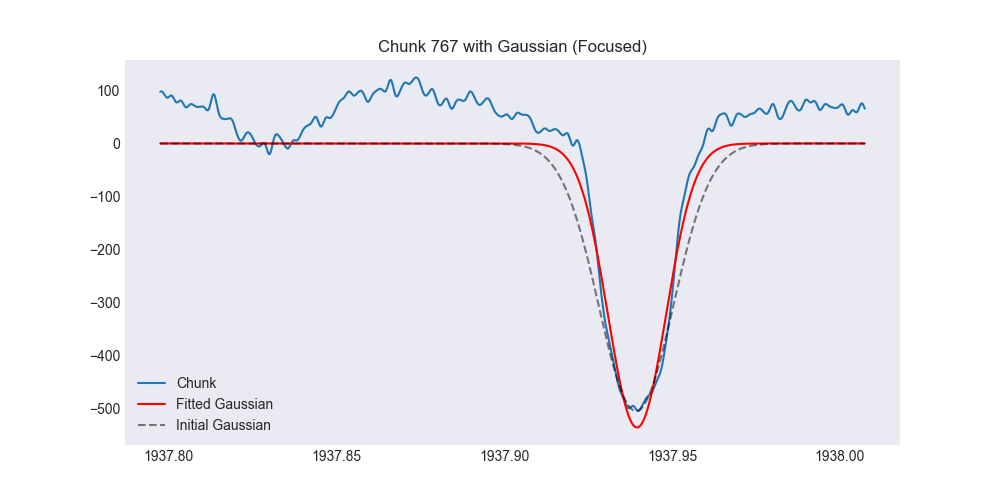 Chunk 767 with Gaussian (Focused)
100
0
−100
−200
−300
−400
−500
Chunk
Fitted Gaussian
Initial Gaussian
1937.80 1937.85 1937.90 1937.95 1938.00